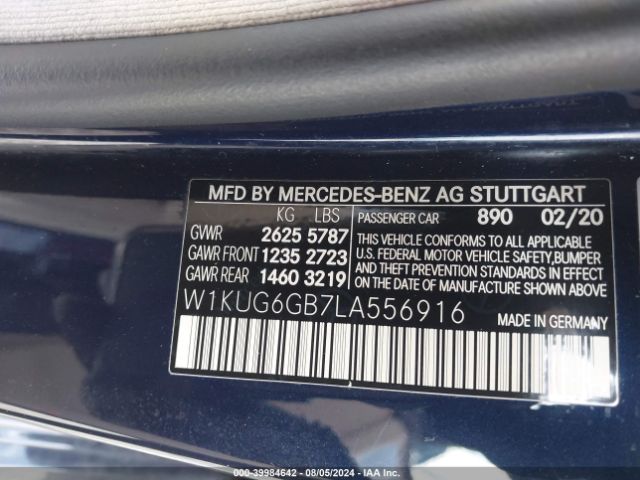 MFD BY MERCEDES-BENZ AG STUTTGART
KG LBS
GWR 2625 5787
GAWR FRONT 1235 2723
GAWR REAR 1460 3219
PASSENGER CAR 890 02/20
THIS VEHICLE CONFORMS TO ALL APPLICABLE
U.S. FEDERAL MOTOR VEHICLE SAFETY, BUMPER
AND THEFT PREVENTION STANDARDS IN EFFECT
ON THE DATE OF MANUFACTURE SHOWN ABOVE.
W1KUG6GB7LA556916
MADE IN GERMANY
000-39984642 - 08/05/2024 - IAA Inc.